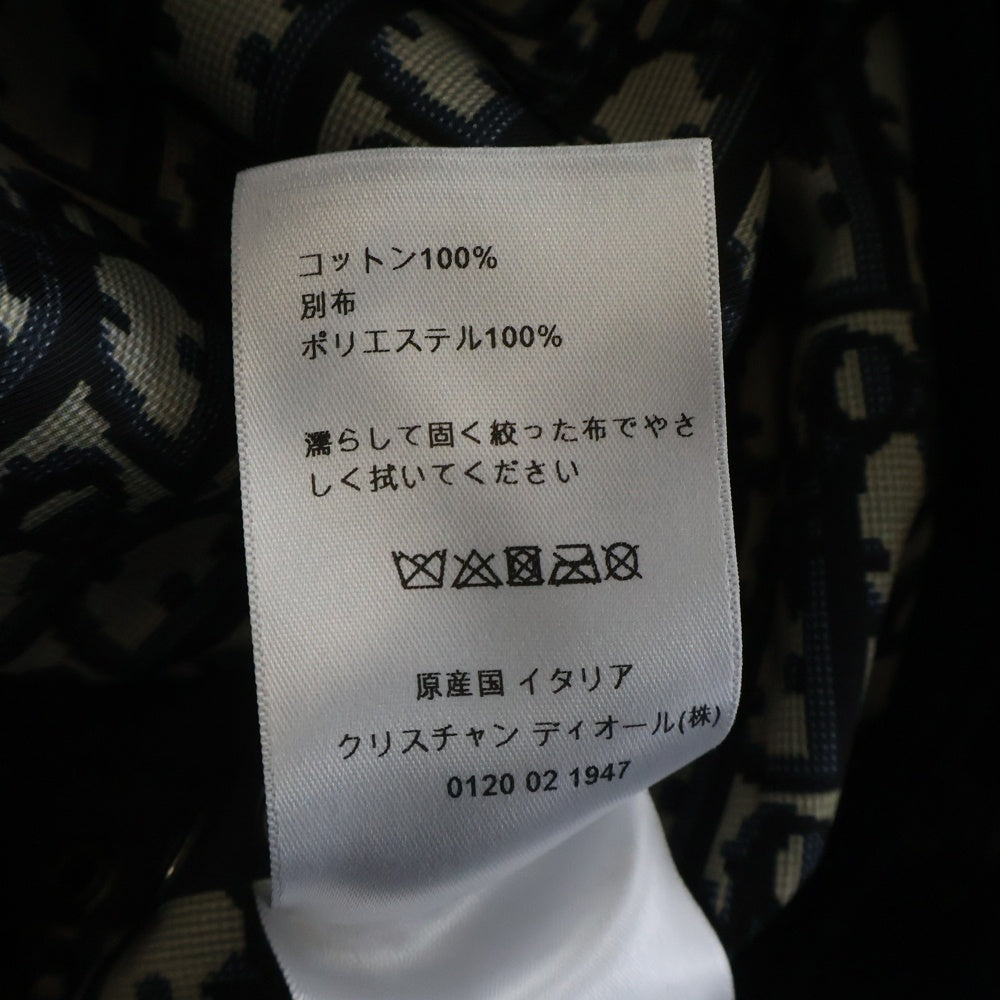 コットン100%
別布
ポリエステル100%
濡らして固く絞った布でやさ
しく拭いてください
原産国 イタリア
クリスチャン ディオール(株)
0120 02 1947